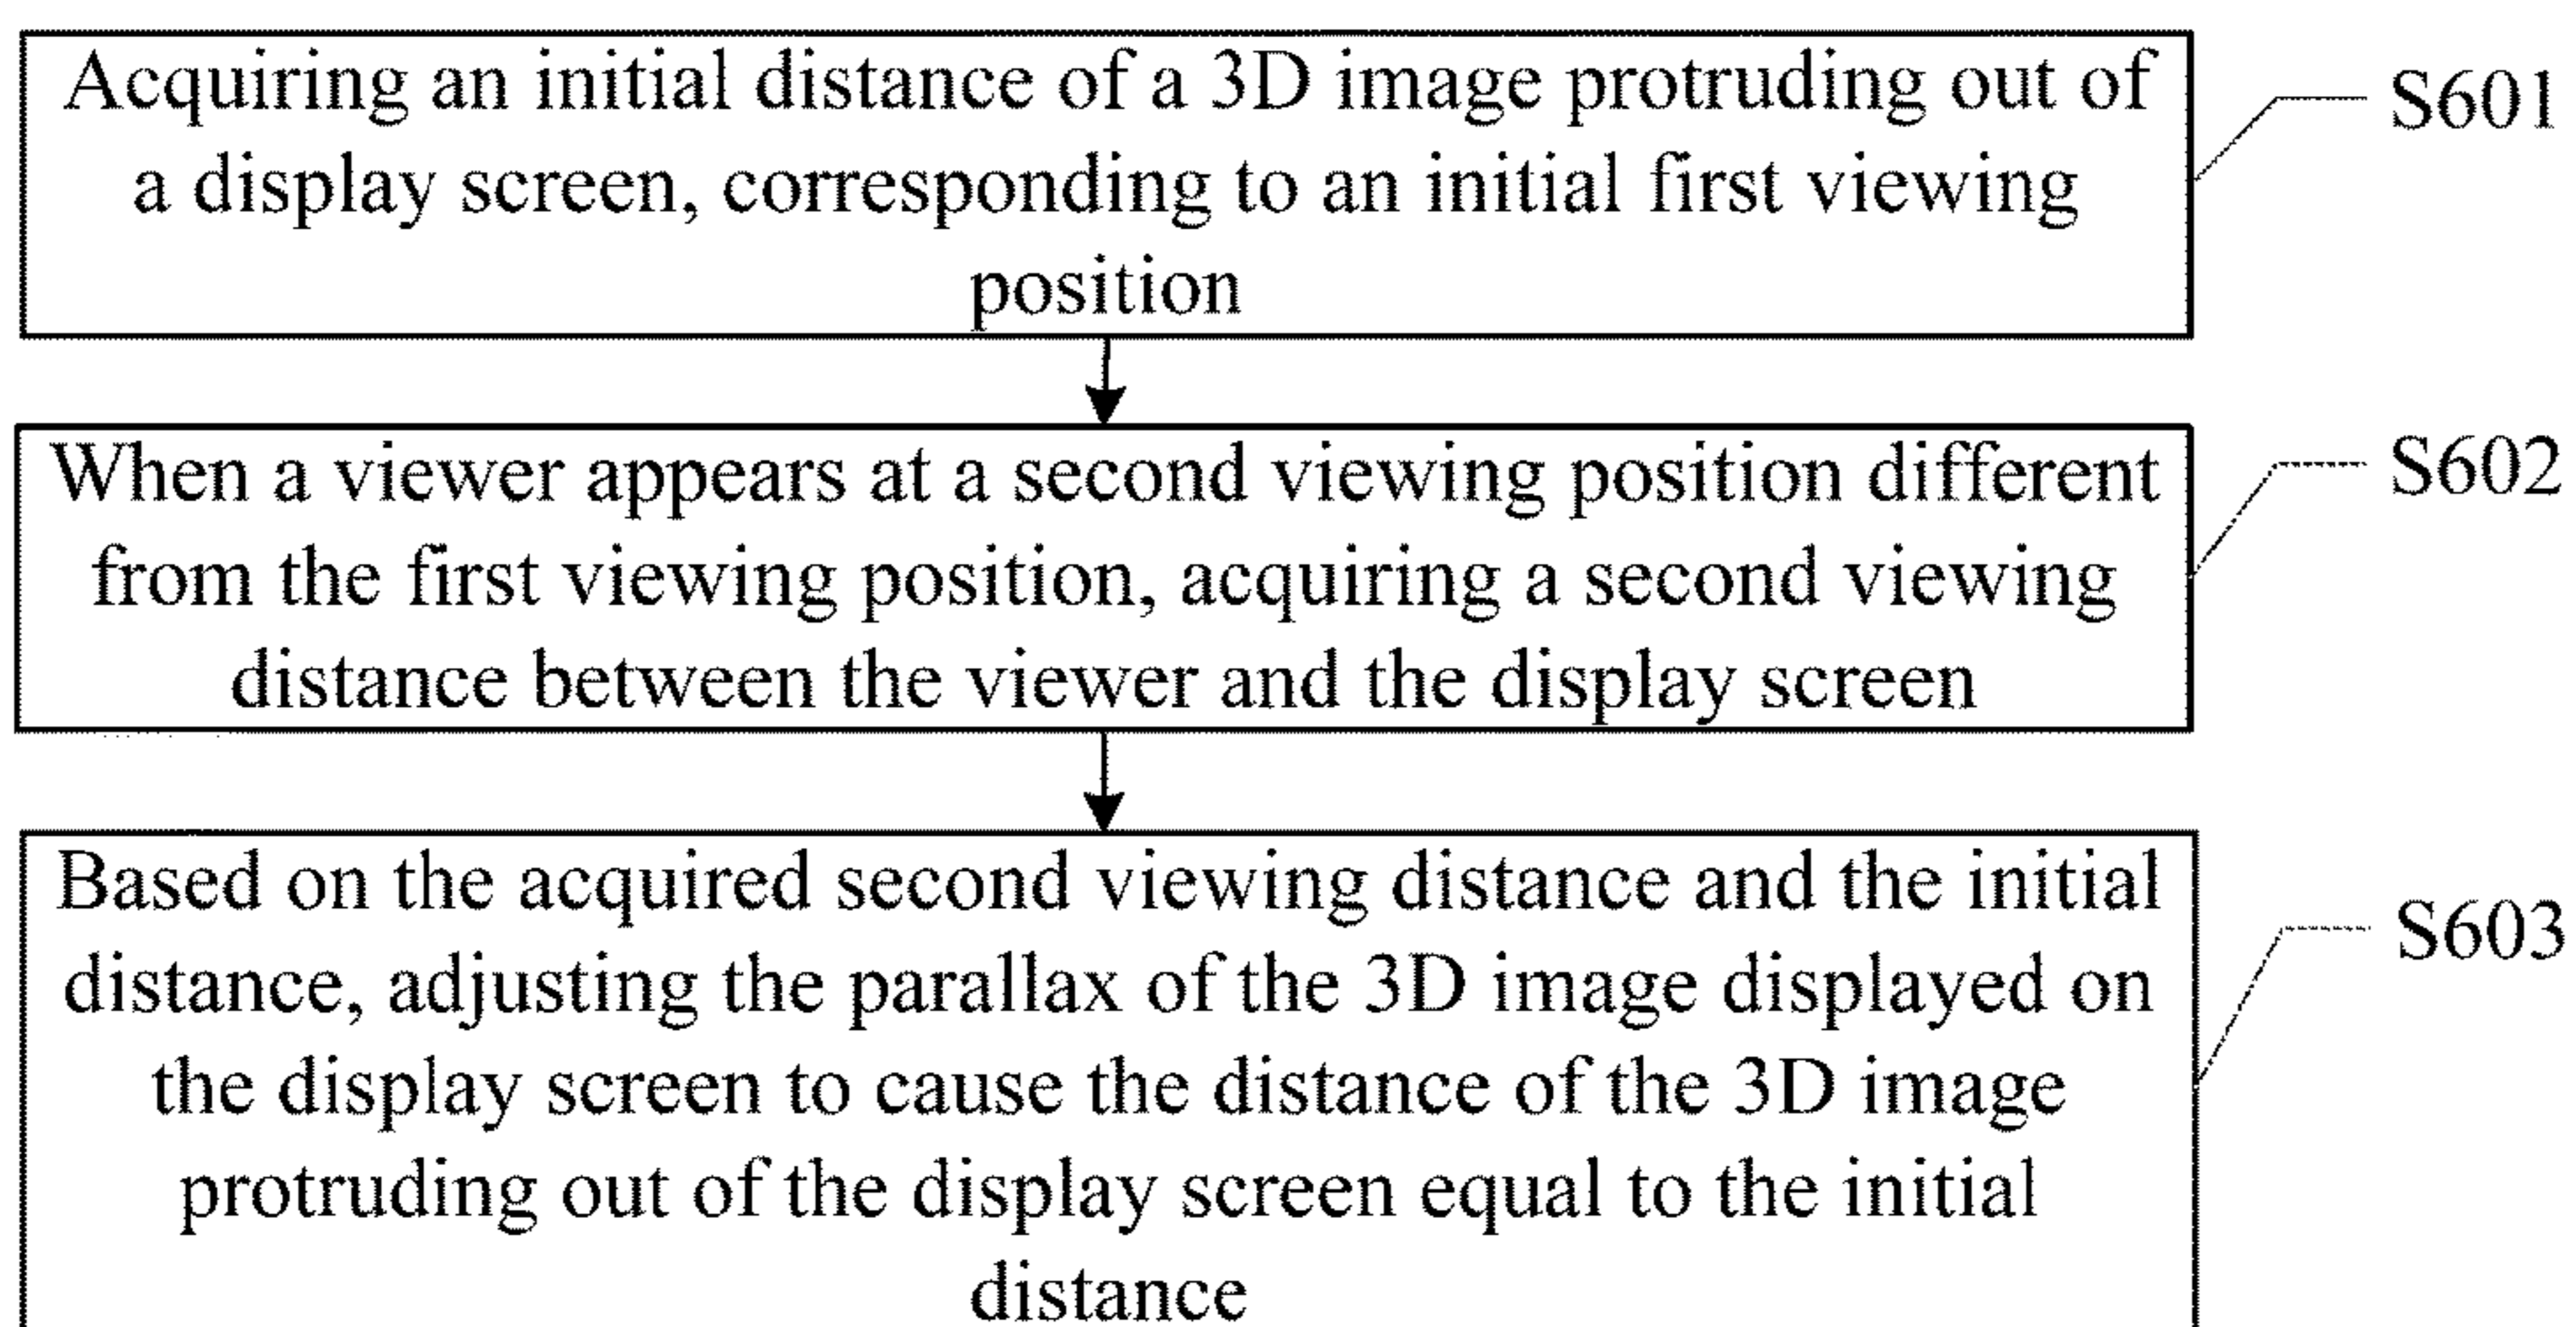 Acquiring an initial distance of a 3D image protruding out of
a display screen, corresponding to an initial first viewing
position
S601
When a viewer appears at a second viewing position different
from the first viewing position, acquiring a second viewing
distance between the viewer and the display screen
S602
Based on the acquired second viewing distance and the initial
distance, adjusting the parallax of the 3D image displayed on
the display screen to cause the distance of the 3D image
protruding out of the display screen equal to the initial
distance
S603